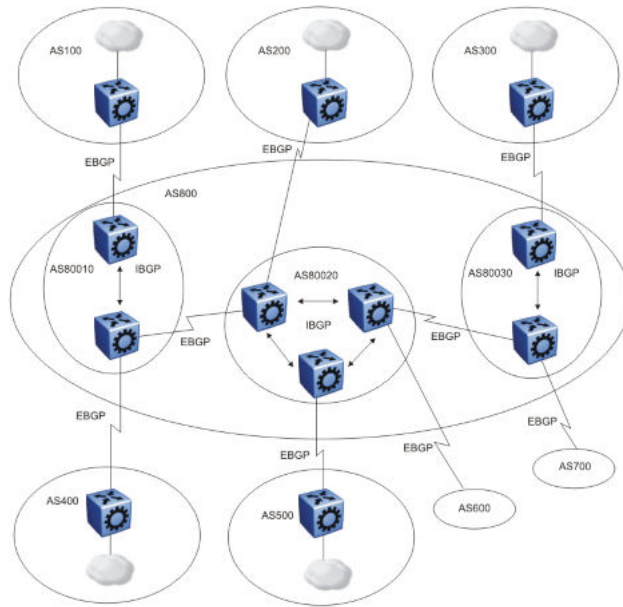 AS100
AS200
AS300
EBGP
EBGP
EBGP
AS800
AS80010
IBGP
AS80020
AS80030
IBGP
IBGP
EBGP
EBGP
EBGP
EBGP
EBGP
EBGP
AS700
AS400
AS500
AS600